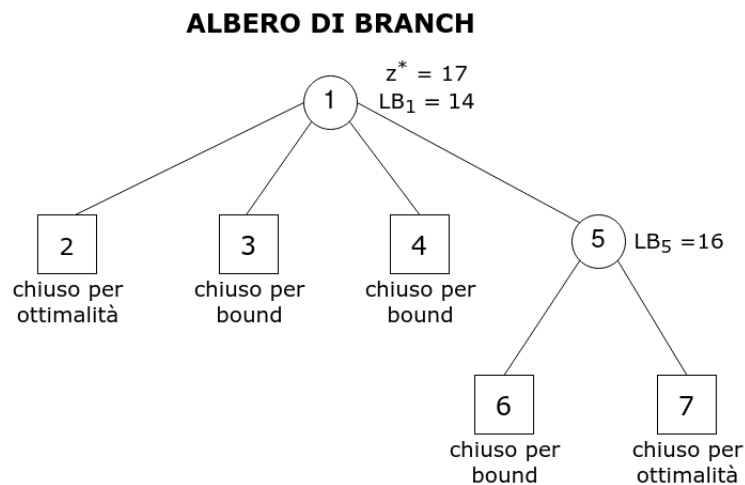 ALBERO DI BRANCH
z* = 17
1
LB₁ = 14
2
3
4
5
LB₅ =16
chiuso per
ottimalità
chiuso per
bound
chiuso per
bound
6
7
chiuso per
bound
chiuso per
ottimalità